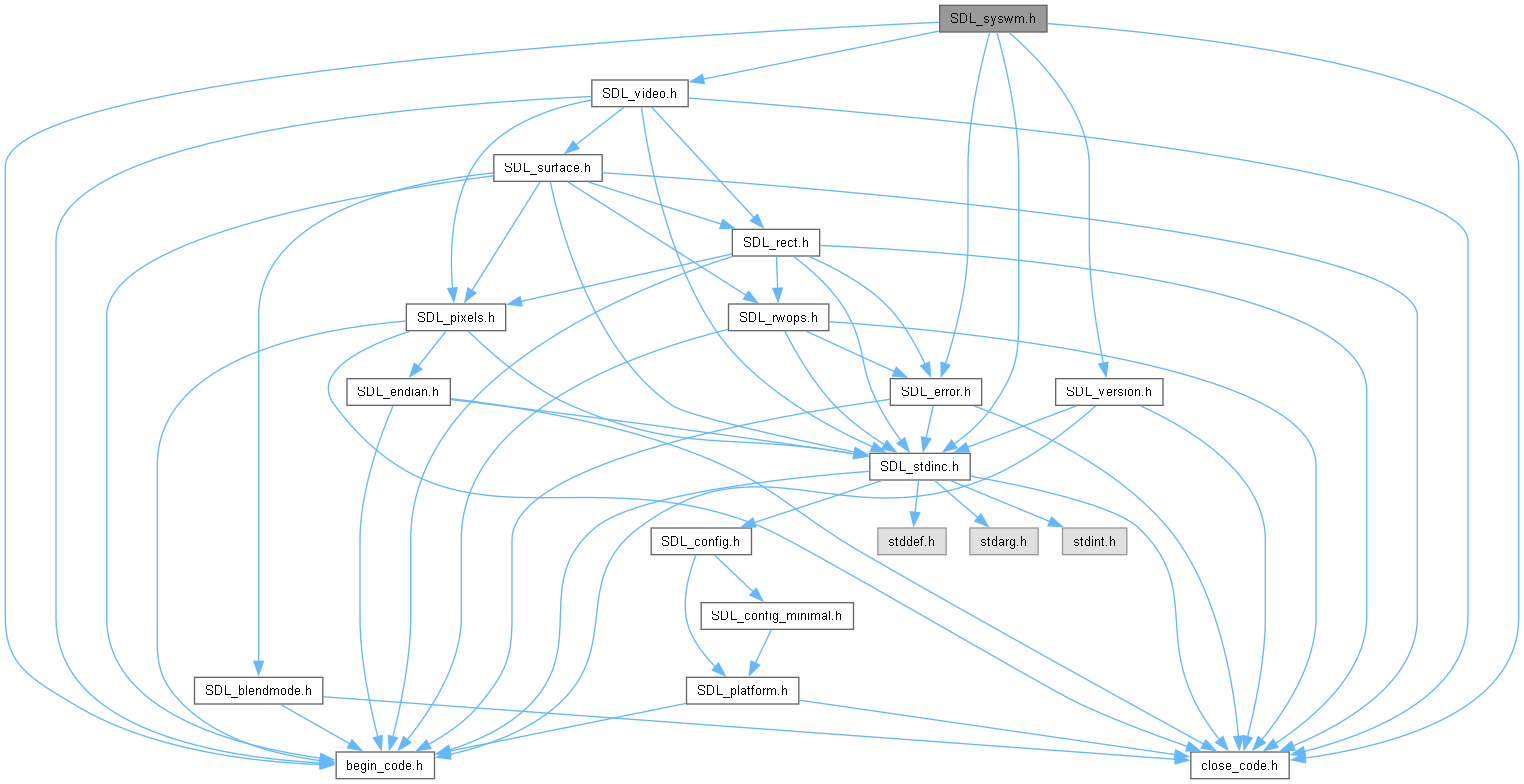 SDL_syswm.h
SDL_video.h
SDL_surface.h
SDL_rect.h
SDL_pixels.h
SDL_rwops.h
SDL_endian.h
SDL_error.h
SDL_version.h
SDL_stdinc.h
SDL_config.h
stddef.h
stdarg.h
stdint.h
SDL_config_minimal.h
SDL_blendmode.h
SDL_platform.h
begin_code.h
close_code.h